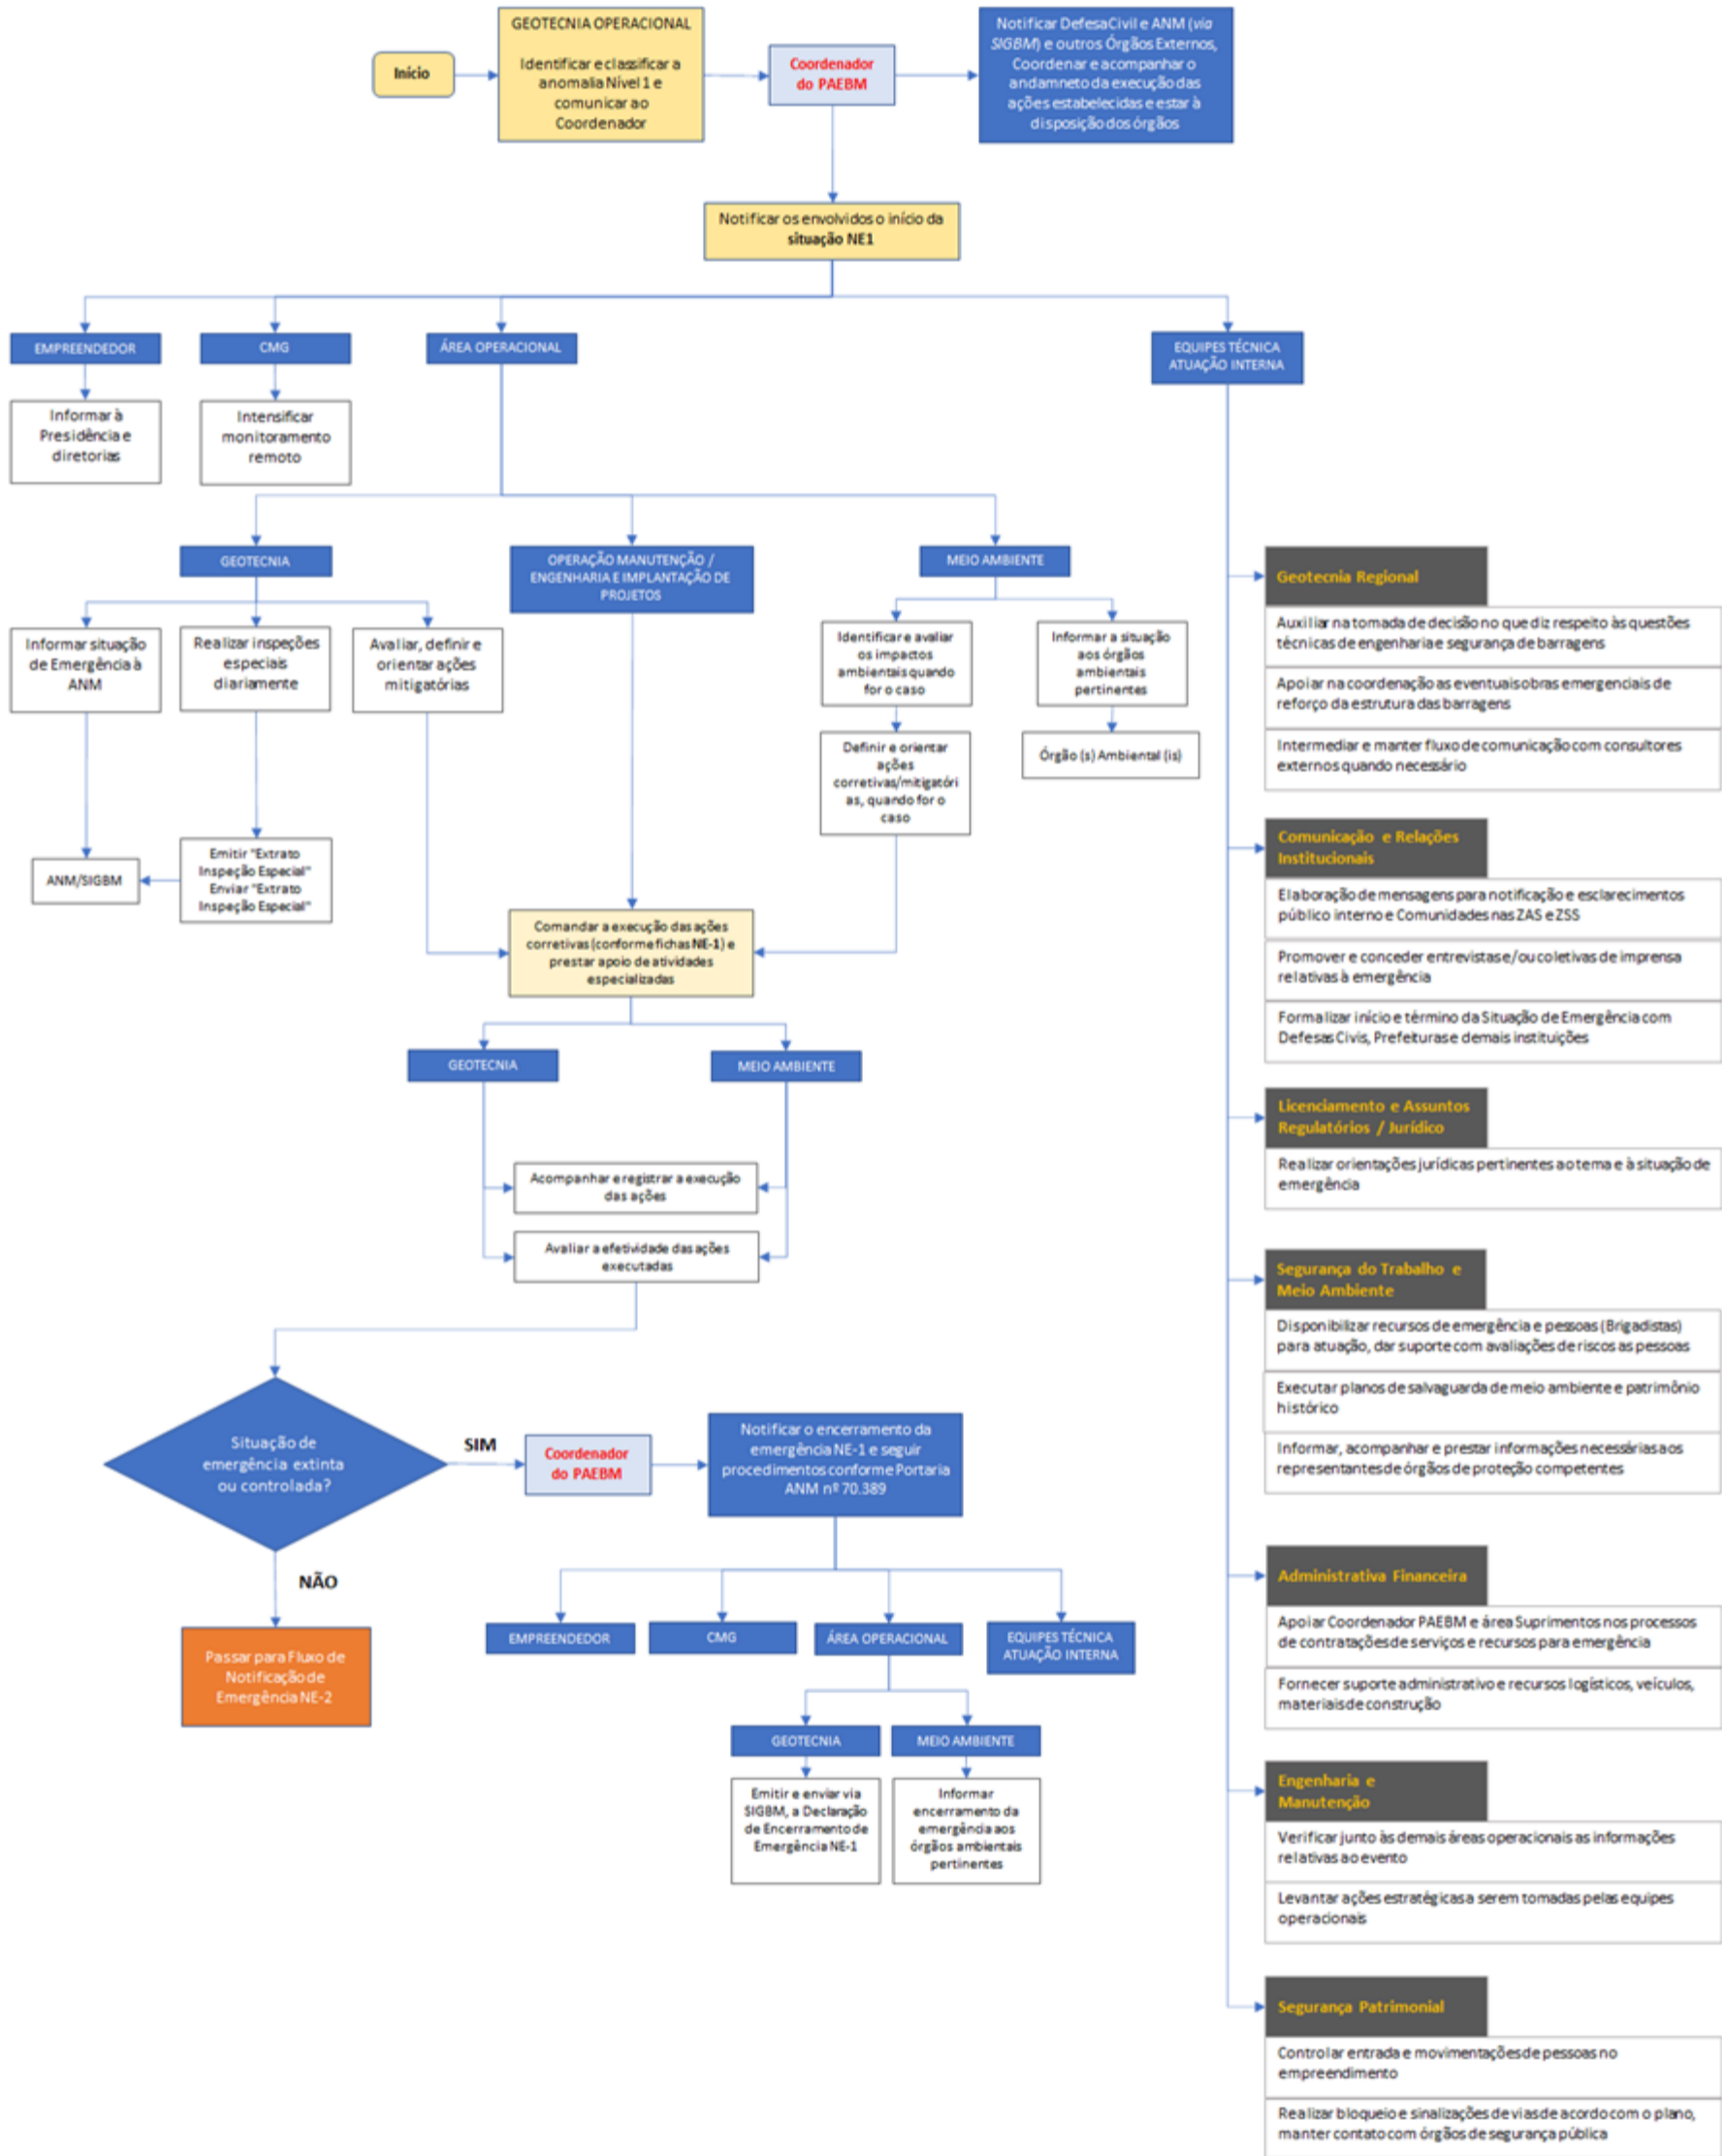 Início
GEOTECNIA OPERACIONAL
Identificar e classificar a
anomalia Nível 1 e
comunicar ao
Coordenador
Coordenador
do PAEBM
Notificar Defesa Civil e ANM (via
SIGBM) e outros Órgãos Externos,
Coordenar e acompanhar o
andamneto da execução das
ações estabelecidas e estar à
disposição dos órgãos
Notificar os envolvidos o início da
situação NE1
EMPREENDEDOR
CMG
ÁREA OPERACIONAL
EQUIPES TÉCNICA
ATUAÇÃO INTERNA
Informar à
Presidência e
diretorias
Intensificar
monitoramento
remoto
GEOTECNIA
OPERAÇÃO MANUTENÇÃO /
ENGENHARIA E IMPLANTAÇÃO DE
PROJETOS
MEIO AMBIENTE
Informar situação
de Emergência à
ANM
Realizar inspeções
especiais
diariamente
Avaliar, definir e
orientar ações
mitigatórias
Identificar e avaliar
os impactos
ambientais quando
for o caso
Informar a situação
aos órgãos
ambientais
pertinentes
Definir e orientar
ações
corretivas/mitigatóri
as, quando for o
caso
Órgão (s) Ambiental (is)
ANM/SIGBM
Emitir "Extrato
Inspeção Especial"
Enviar "Extrato
Inspeção Especial"
Comandar a execução das ações
corretivas (conforme fichas NE-1) e
prestar apoio de atividades
especializadas
GEOTECNIA
MEIO AMBIENTE
Acompanhar e registrar a execução
das ações
Avaliar a efetividade das ações
executadas
Situação de
emergência extinta
ou controlada?
SIM
Coordenador
do PAEBM
Notificar o encerramento da
emergência NE-1 e seguir
procedimentos conforme Portaria
ANM nº 70.389
NÃO
Passar para Fluxo de
Notificação de
Emergência NE-2
EMPREENDEDOR
CMG
ÁREA OPERACIONAL
EQUIPES TÉCNICA
ATUAÇÃO INTERNA
GEOTECNIA
MEIO AMBIENTE
Emitir e enviar via
SIGBM, a Declaração
de Encerramento de
Emergência NE-1
Informar
encerramento da
emergência aos
órgãos ambientais
pertinentes
Geotecnia Regional
Auxiliar na tomada de decisão no que diz respeito às questões
técnicas de engenharia e segurança de barragens
Apoiar na coordenação as eventuais obras emergenciais de
reforço da estrutura das barragens
Intermediar e manter fluxo de comunicação com consultores
externos quando necessário
Comunicação e Relações
Institucionais
Elaboração de mensagens para notificação e esclarecimentos
público interno e Comunidades nas ZAS e ZSS
Promover e conceder entrevistas e/ou coletivas de imprensa
relativas à emergência
Formalizar início e término da Situação de Emergência com
Defesas Civis, Prefeituras e demais instituições
Licenciamento e Assuntos
Regulatórios / Jurídico
Realizar orientações jurídicas pertinentes ao tema e à situação de
emergência
Segurança do Trabalho e
Meio Ambiente
Disponibilizar recursos de emergência e pessoas (Brigadistas)
para atuação, dar suporte com avaliações de riscos as pessoas
Executar planos de salvaguarda de meio ambiente e patrimônio
histórico
Informar, acompanhar e prestar informações necessárias aos
representantes de órgãos de proteção competentes
Administrativa Financeira
Apoiar Coordenador PAEBM e área Suprimentos nos processos
de contratações de serviços e recursos para emergência
Fornecer suporte administrativo e recursos logísticos, veículos,
materiais de construção
Engenharia e
Manutenção
Verificar junto às demais áreas operacionais as informações
relativas ao evento
Levantar ações estratégicas a serem tomadas pelas equipes
operacionais
Segurança Patrimonial
Controlar entrada e movimentações de pessoas no
empreendimento
Realizar bloqueio e sinalizações de vias de acordo com o plano,
manter contato com órgãos de segurança pública